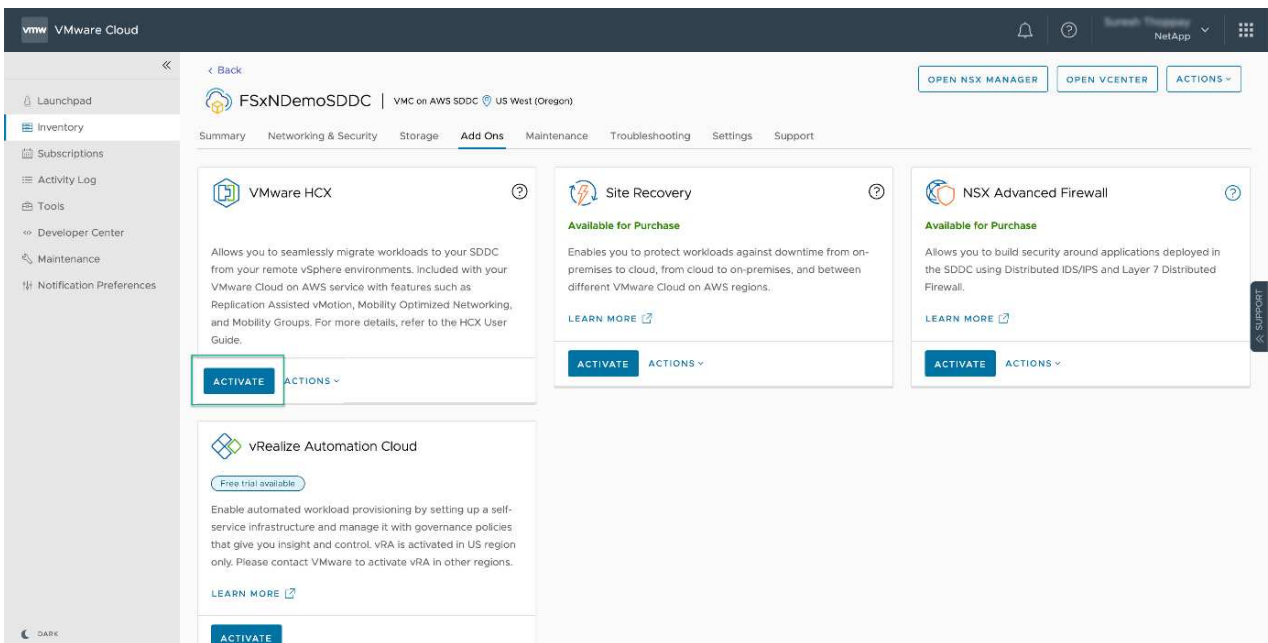 vmw VMware Cloud
NetApp
Launchpad
Inventory
Subscriptions
Activity Log
Tools
Developer Center
Maintenance
Notification Preferences
DARK
Back
OPEN NSX MANAGER
OPEN VCENTER
ACTIONS
FSxNDemoSDDC | VMC on AWS SDDC US West (Oregon)
Summary Networking & Security Storage Add Ons Maintenance Troubleshooting Settings Support
VMware HCX
Allows you to seamlessly migrate workloads to your SDDC
from your remote vSphere environments. Included with your
VMware Cloud on AWS service with features such as
Replication Assisted vMotion, Mobility Optimized Networking,
and Mobility Groups. For more details, refer to the HCX User
Guide.
ACTIVATE ACTIONS
Site Recovery
Available for Purchase
Enables you to protect workloads against downtime from on-
premises to cloud, from cloud to on-premises, and between
different VMware Cloud on AWS regions.
LEARN MORE
ACTIVATE ACTIONS
NSX Advanced Firewall
Available for Purchase
Allows you to build security around applications deployed in
the SDDC using Distributed IDS/IPS and Layer 7 Distributed
Firewall.
LEARN MORE
ACTIVATE ACTIONS
SUPPORT
vRealize Automation Cloud
Free trial available
Enable automated workload provisioning by setting up a self-
service infrastructure and manage it with governance policies
that give you insight and control. vRA is activated in US region
only. Please contact VMware to activate vRA in other regions.
LEARN MORE
ACTIVATE